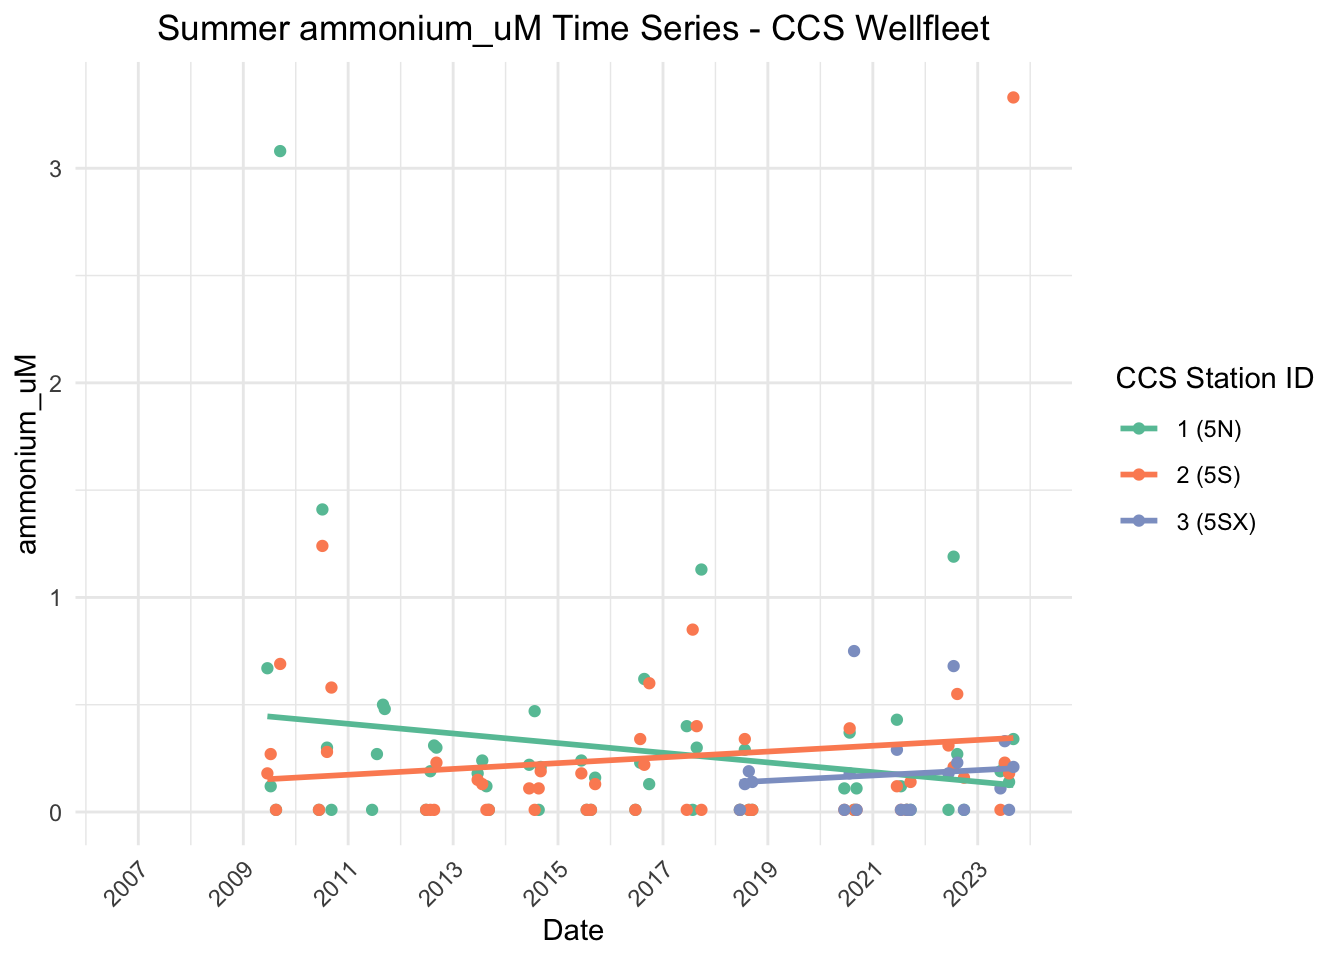 Summer ammonium_uM Time Series - CCS Wellfleet
ammonium_uM
3
2
1
0
2007 2009 2011 2013 2015 2017 2019 2021 2023
Date
CCS Station ID
1 (5N)
2 (5S)
3 (5SX)